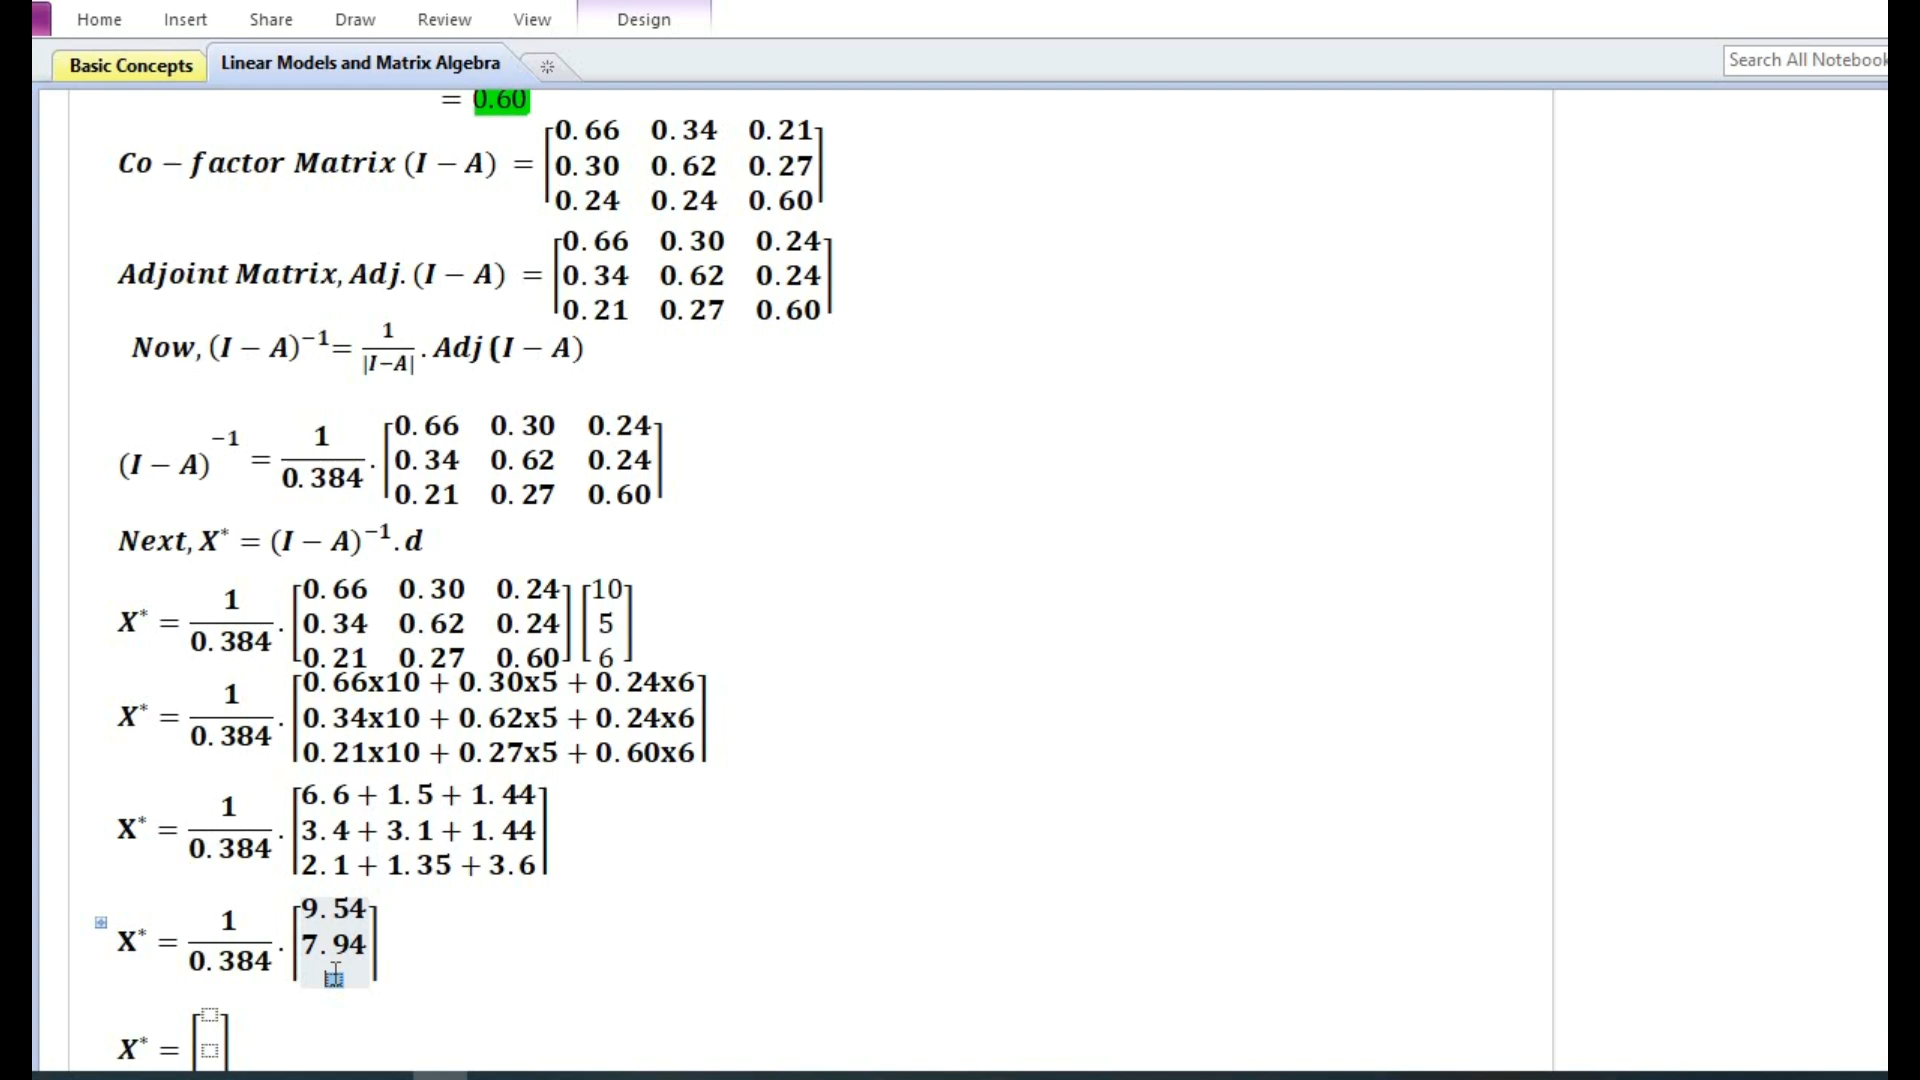 Home Insert Share Draw Review View Design
Basic Concepts Linear Models and Matrix Algebra Search All Notebook
= 0.60
Co − factor Matrix (I − A) = [0.66 0.34 0.21
0.30 0.62 0.27
0.24 0.24 0.60]
Adjoint Matrix, Adj. (I − A) = [0.66 0.30 0.24
0.34 0.62 0.24
0.21 0.27 0.60]
Now, (I − A)⁻¹= 1/|I−A| . Adj (I − A)
(I − A)⁻¹ = 1/0.384 . [0.66 0.30 0.24
0.34 0.62 0.24
0.21 0.27 0.60]
Next, X* = (I − A)⁻¹. d
X* = 1/0.384 . [0.66 0.30 0.24] [10
0.34 0.62 0.24 5
0.21 0.27 0.60 6]
X* = 1/0.384 . [0.66x10 + 0.30x5 + 0.24x6
0.34x10 + 0.62x5 + 0.24x6
0.21x10 + 0.27x5 + 0.60x6]
X* = 1/0.384 . [6.6 + 1.5 + 1.44
3.4 + 3.1 + 1.44
2.1 + 1.35 + 3.6]
X* = 1/0.384 . [9.54
7.94
]
X* = [